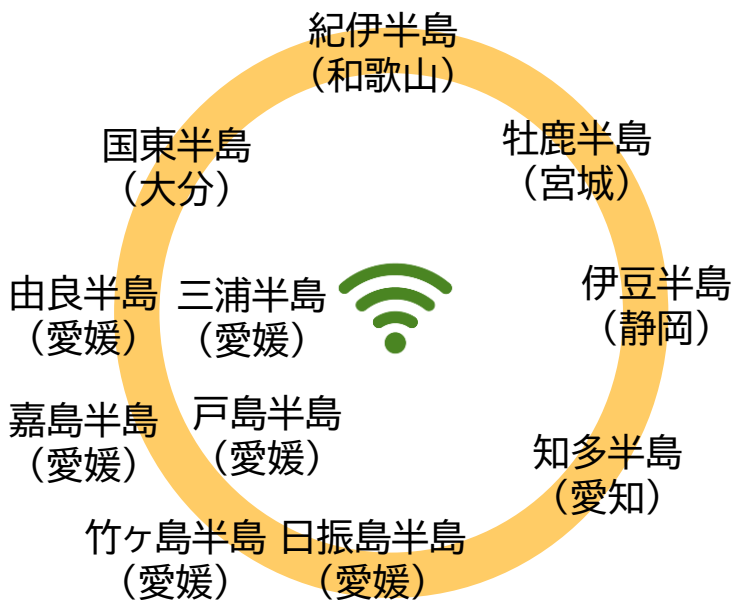 紀伊半島
（和歌山）
国東半島
（大分）
牡鹿半島
（宮城）
由良半島
（愛媛）
三浦半島
（愛媛）
伊豆半島
（静岡）
嘉島半島
（愛媛）
戸島半島
（愛媛）
知多半島
（愛知）
竹ヶ島半島
（愛媛）
日振島半島
（愛媛）